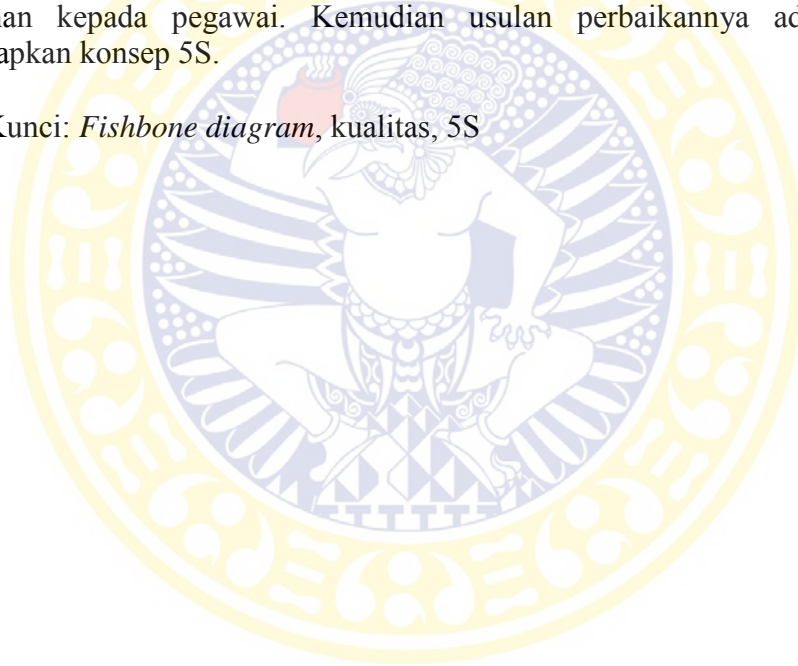 an kepada pegawai. Kemudian usulan perbaikannya ad
apkan konsep 5S.
Kunci: Fishbone diagram, kualitas, 5S